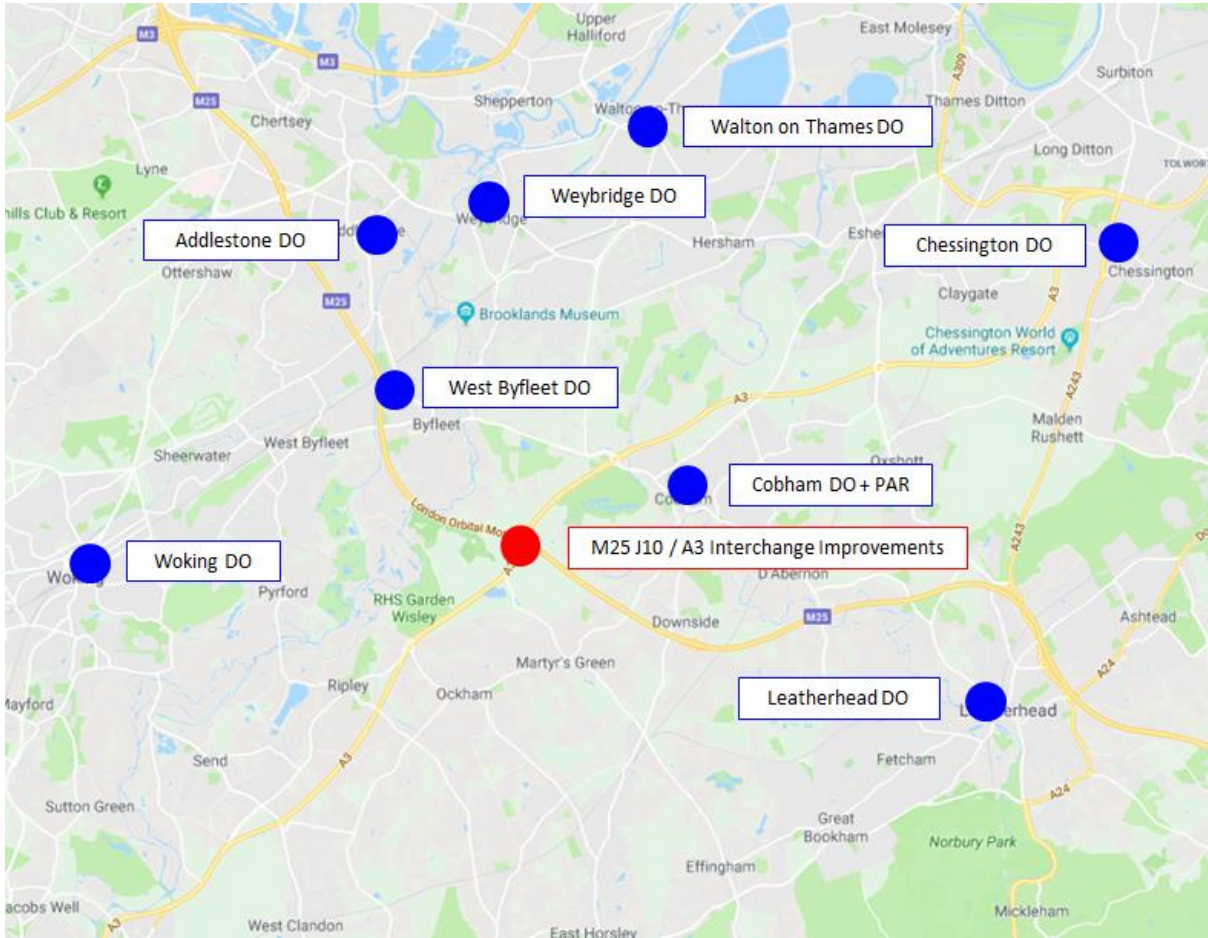 Upper
Halliford
East Molesey
M3
M3
A309
Surbiton
M25
Shepperton
Thames Ditton
Chertsey
Walton on Thames DO
Long Ditton
Lyne
Weybridge DO
hills Club & Resort
Addlestone DO
Hersham
Chessington DO
Ottershaw
Chessington
A3
Claygate
M25
Brooklands Museum
Chessington World
of Adventures Resort
West Byfleet DO
A3
A243
Byfleet
Malden
Rushett
West Byfleet
Sheerwater
Oxshott
Cobham DO + PAR
A243
M25 J10 / A3 Interchange Improvements
Woking DO
D'Abernon
Pyrford
RHS Garden
Wisley
Downside
M25
Ashtead
Martyr's Green
A24
Ripley
Ockham
Leatherhead DO
Mayford
A3
Fetcham
Send
A24
Sutton Green
Great
Bookham
Norbury Park
Effingham
acobs Well
A3
West Clandon
East Horsley
Mickleham